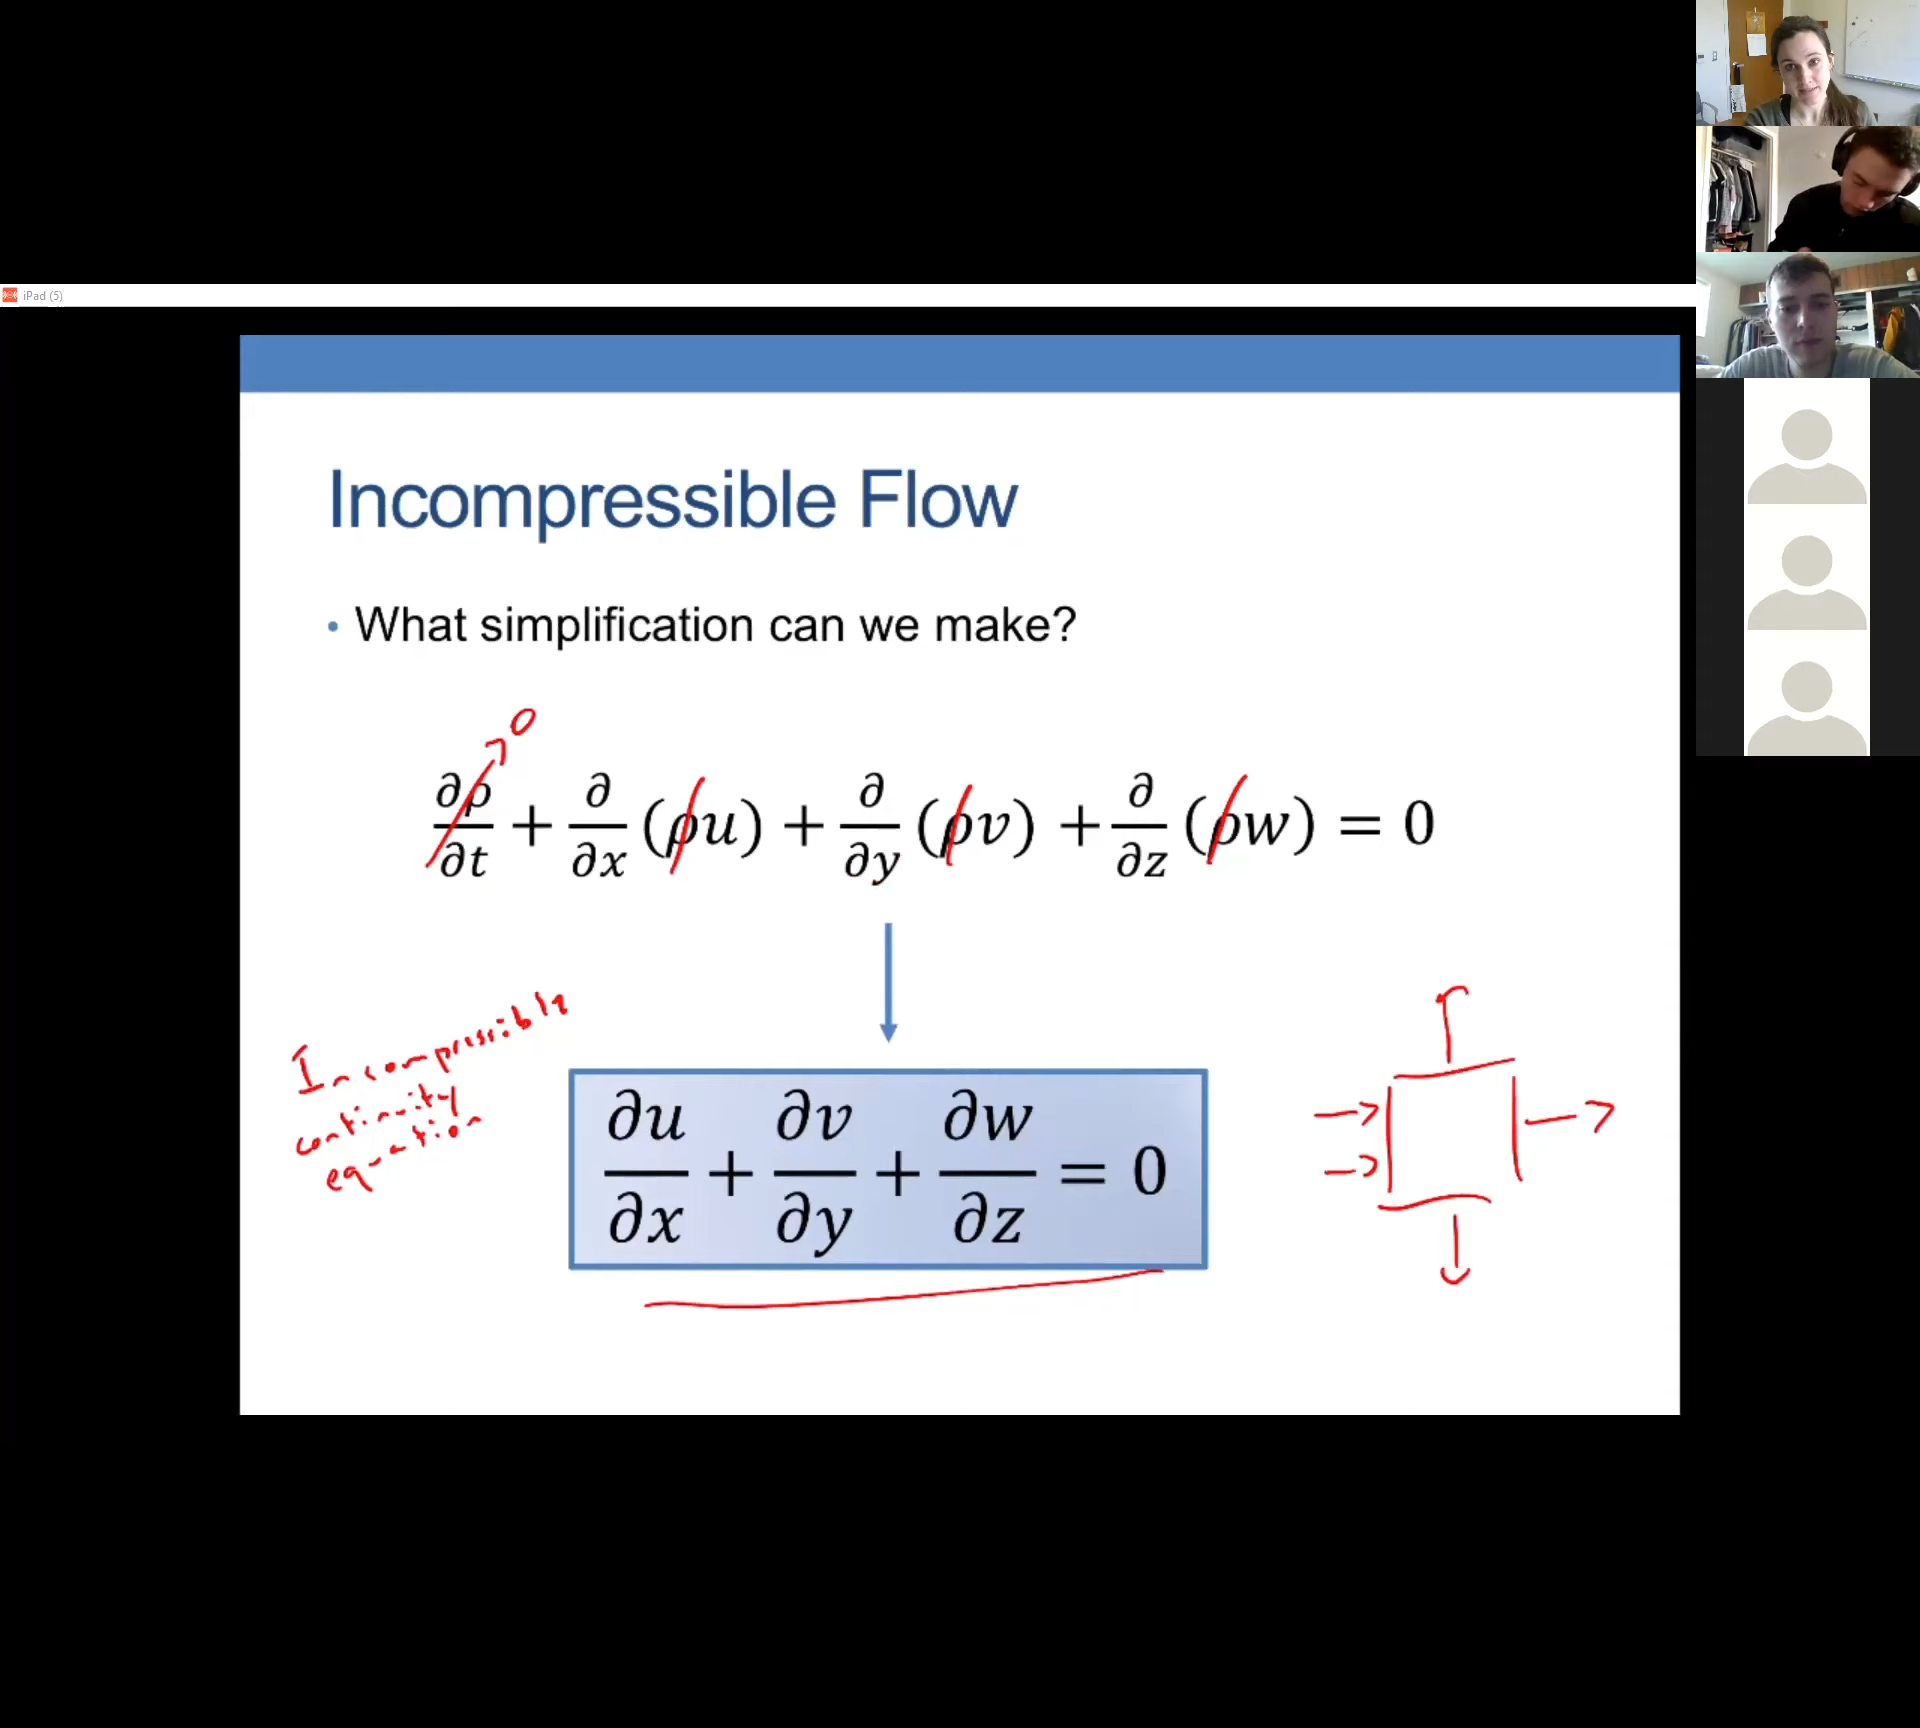 iPad (5)
Incompressible Flow
• What simplification can we make?
0
∂ρ/∂t + ∂/∂x (ρu) + ∂/∂y (ρv) + ∂/∂z (ρw) = 0
Incompressible
continuity
equation
∂u/∂x + ∂v/∂y + ∂w/∂z = 0